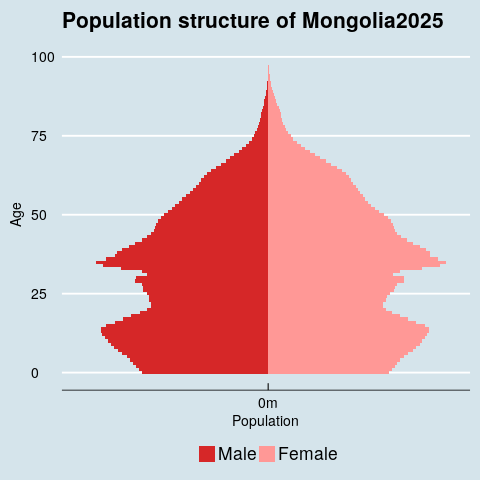 Population structure of Mongolia2025
100
75
50
25
0
Age
0m
Population
Male Female